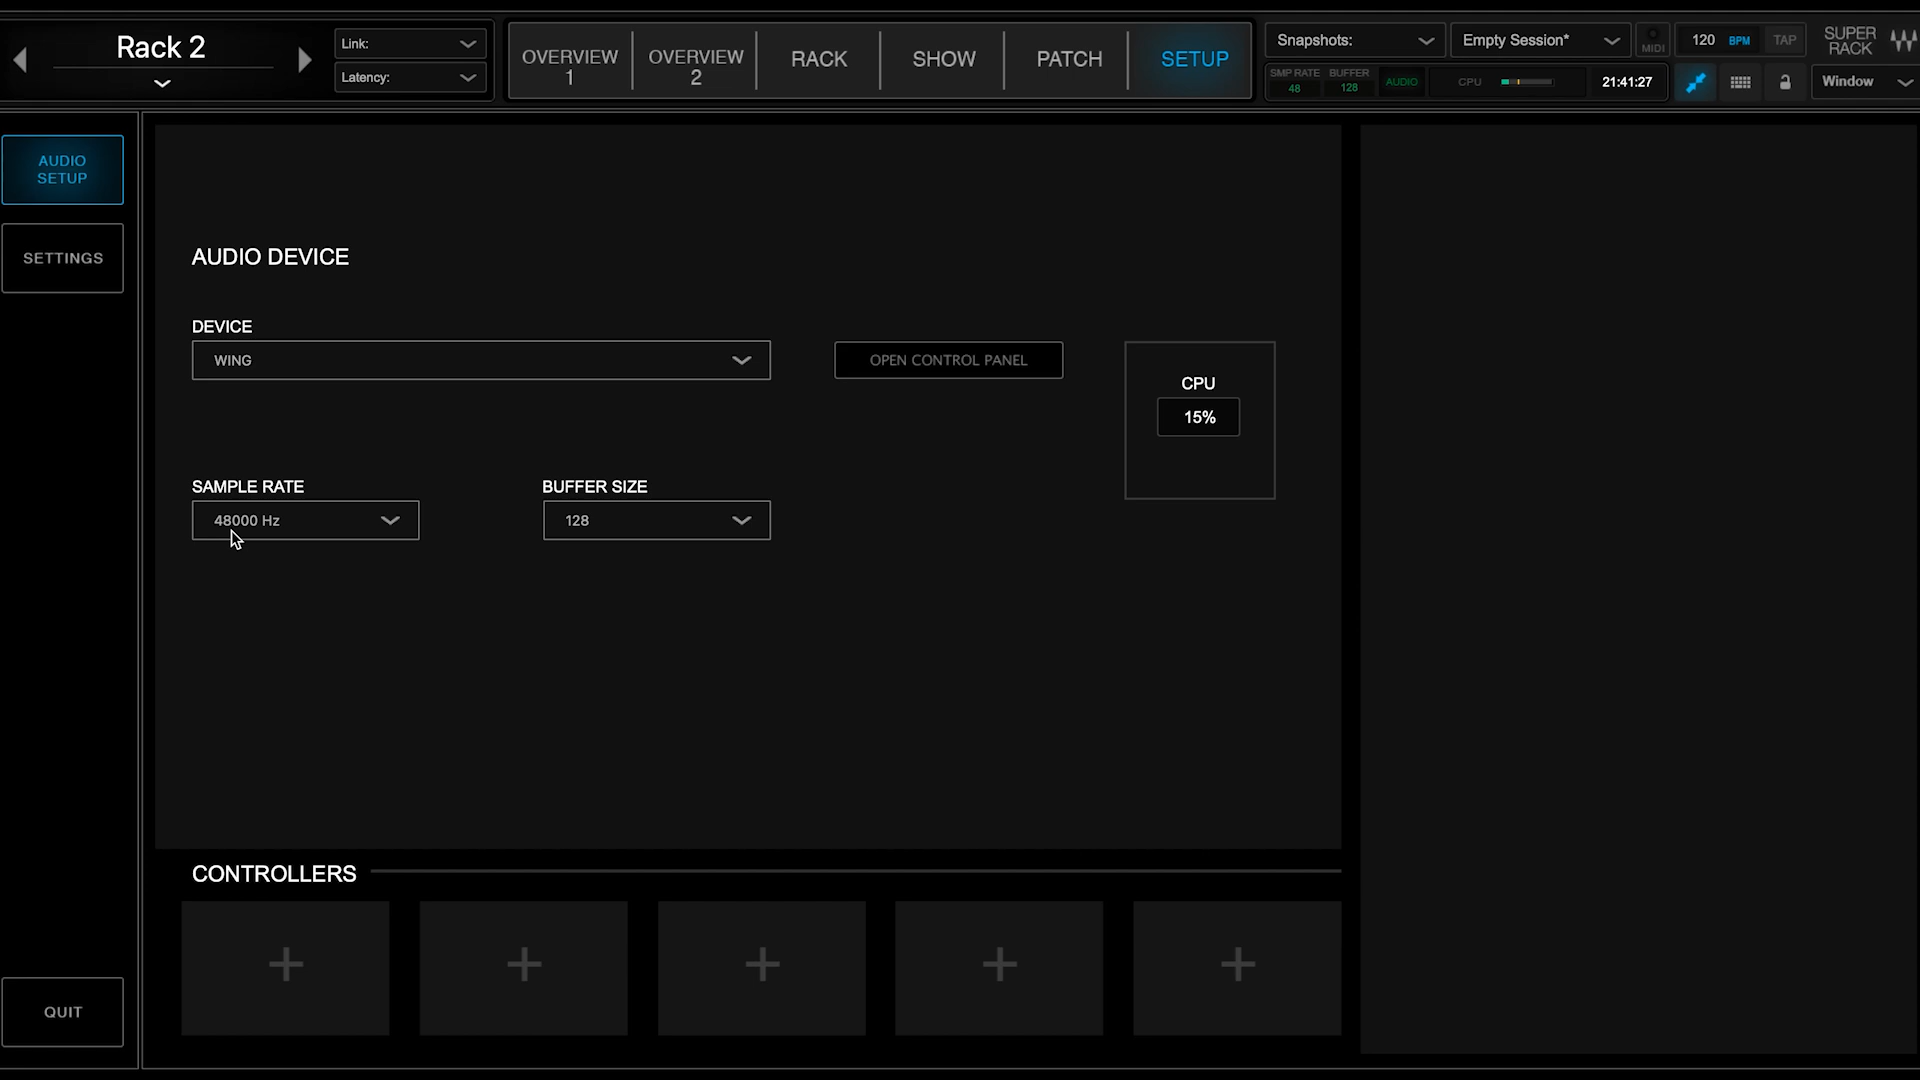 Rack 2
Link:
Latency:
OVERVIEW
1
OVERVIEW
2
RACK
SHOW
PATCH
SETUP
Snapshots:
Empty Session*
MIDI
120 BPM
TAP
SUPER
RACK
SMP RATE
48
BUFFER
128
AUDIO
CPU
21:41:27
Window
AUDIO
SETUP
SETTINGS
QUIT
AUDIO DEVICE
DEVICE
WING
OPEN CONTROL PANEL
CPU
15%
SAMPLE RATE
48000 Hz
BUFFER SIZE
128
CONTROLLERS